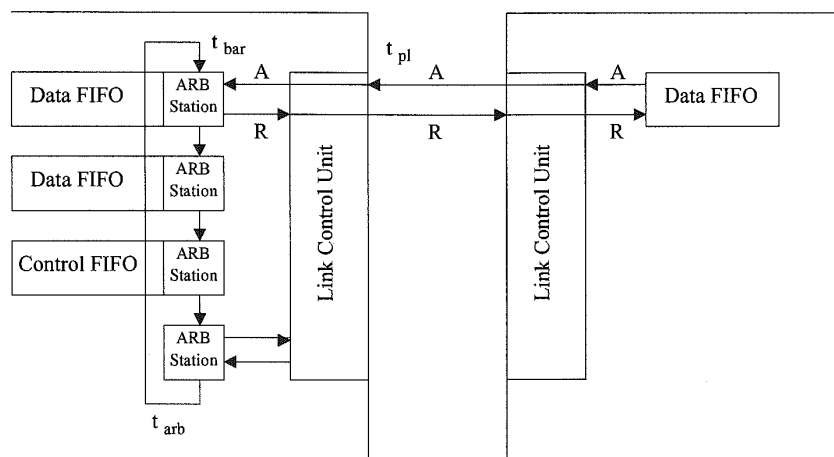 t bar
t pl
A
A
A
Data FIFO
ARB
Station
Data FIFO
R
R
R
Data FIFO
ARB
Station
Link Control Unit
Link Control Unit
Control FIFO
ARB
Station
ARB
Station
t arb